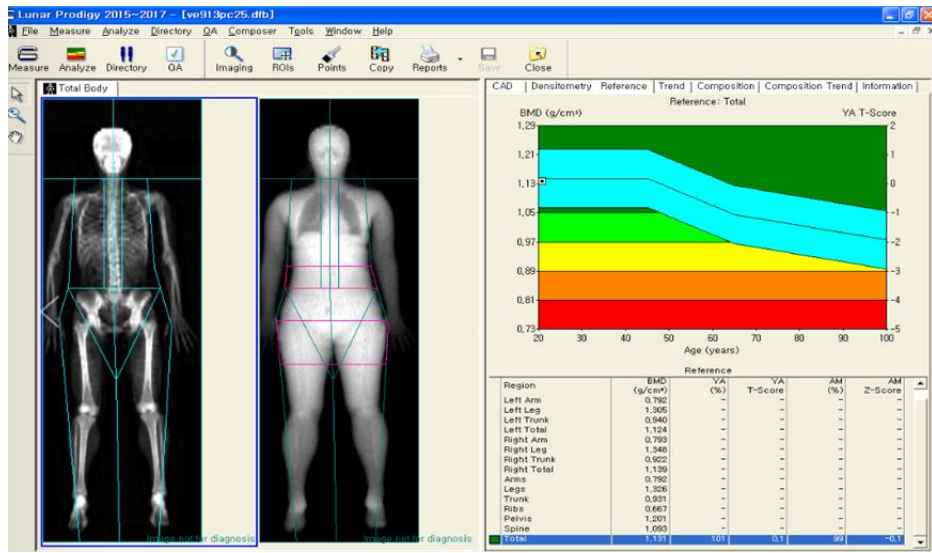 Lunar Prodigy 2015~2017 - [ve913pc25.dfb]
File Measure Analyze Directory QA Composer Tools Window Help
Measure Analyze Directory QA Imaging ROIs Points Copy Reports Save Close
Total Body
CAD Densitometry Reference Trend Composition Composition Trend Information
Reference: Total
BMD (g/cm²) YA T-Score
1,29 2
1,21 1
1,13 0
1,05 -1
0,97 -2
0,89 -3
0,81 -4
0,73 -5
20 30 40 50 60 70 80 90 100
Age (years)
Reference
Region BMD (g/cm²) YA (%) YA T-Score AM (%) AM Z-Score
Left Arm 0,792 - - - -
Left Leg 1,305 - - - -
Left Trunk 0,940 - - - -
Left Total 1,124 - - - -
Right Arm 0,793 - - - -
Right Leg 1,348 - - - -
Right Trunk 0,922 - - - -
Right Total 1,139 - - - -
Arms 0,792 - - - -
Legs 1,326 - - - -
Trunk 0,931 - - - -
Ribs 0,667 - - - -
Pelvis 1,201 - - - -
Spine 1,093 - - - -
Total 1,131 101 0,1 99 -0,1
Image not for diagnosis
Image not for diagnosis